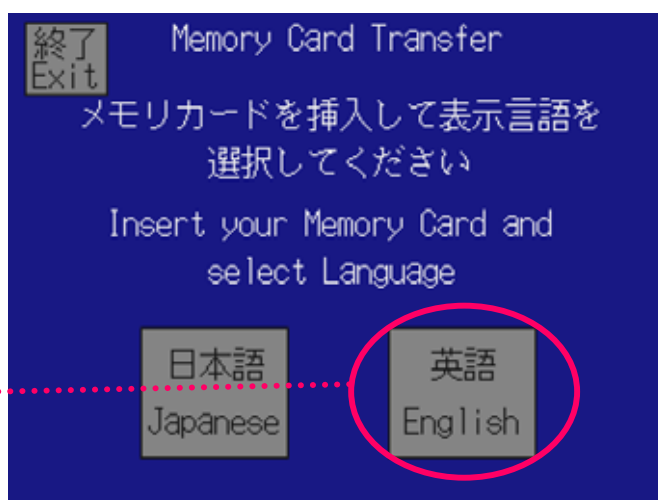 終了
Exit
Memory Card Transfer
メモリカードを挿入して表示言語を
選択してください
Insert your Memory Card and
select Language
日本語
Japanese
英語
English